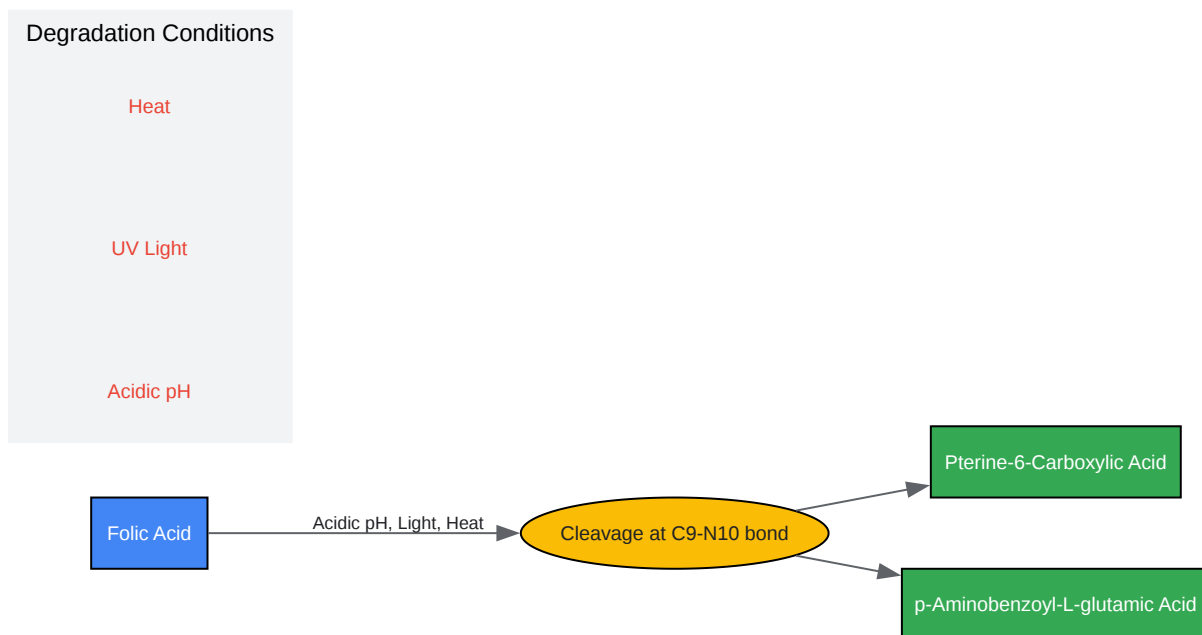 Degradation Conditions
Heat
UV Light
Acidic pH
Folic Acid
Acidic pH, Light, Heat
Cleavage at C9-N10 bond
Pterine-6-Carboxylic Acid
p-Aminobenzoyl-L-glutamic Acid